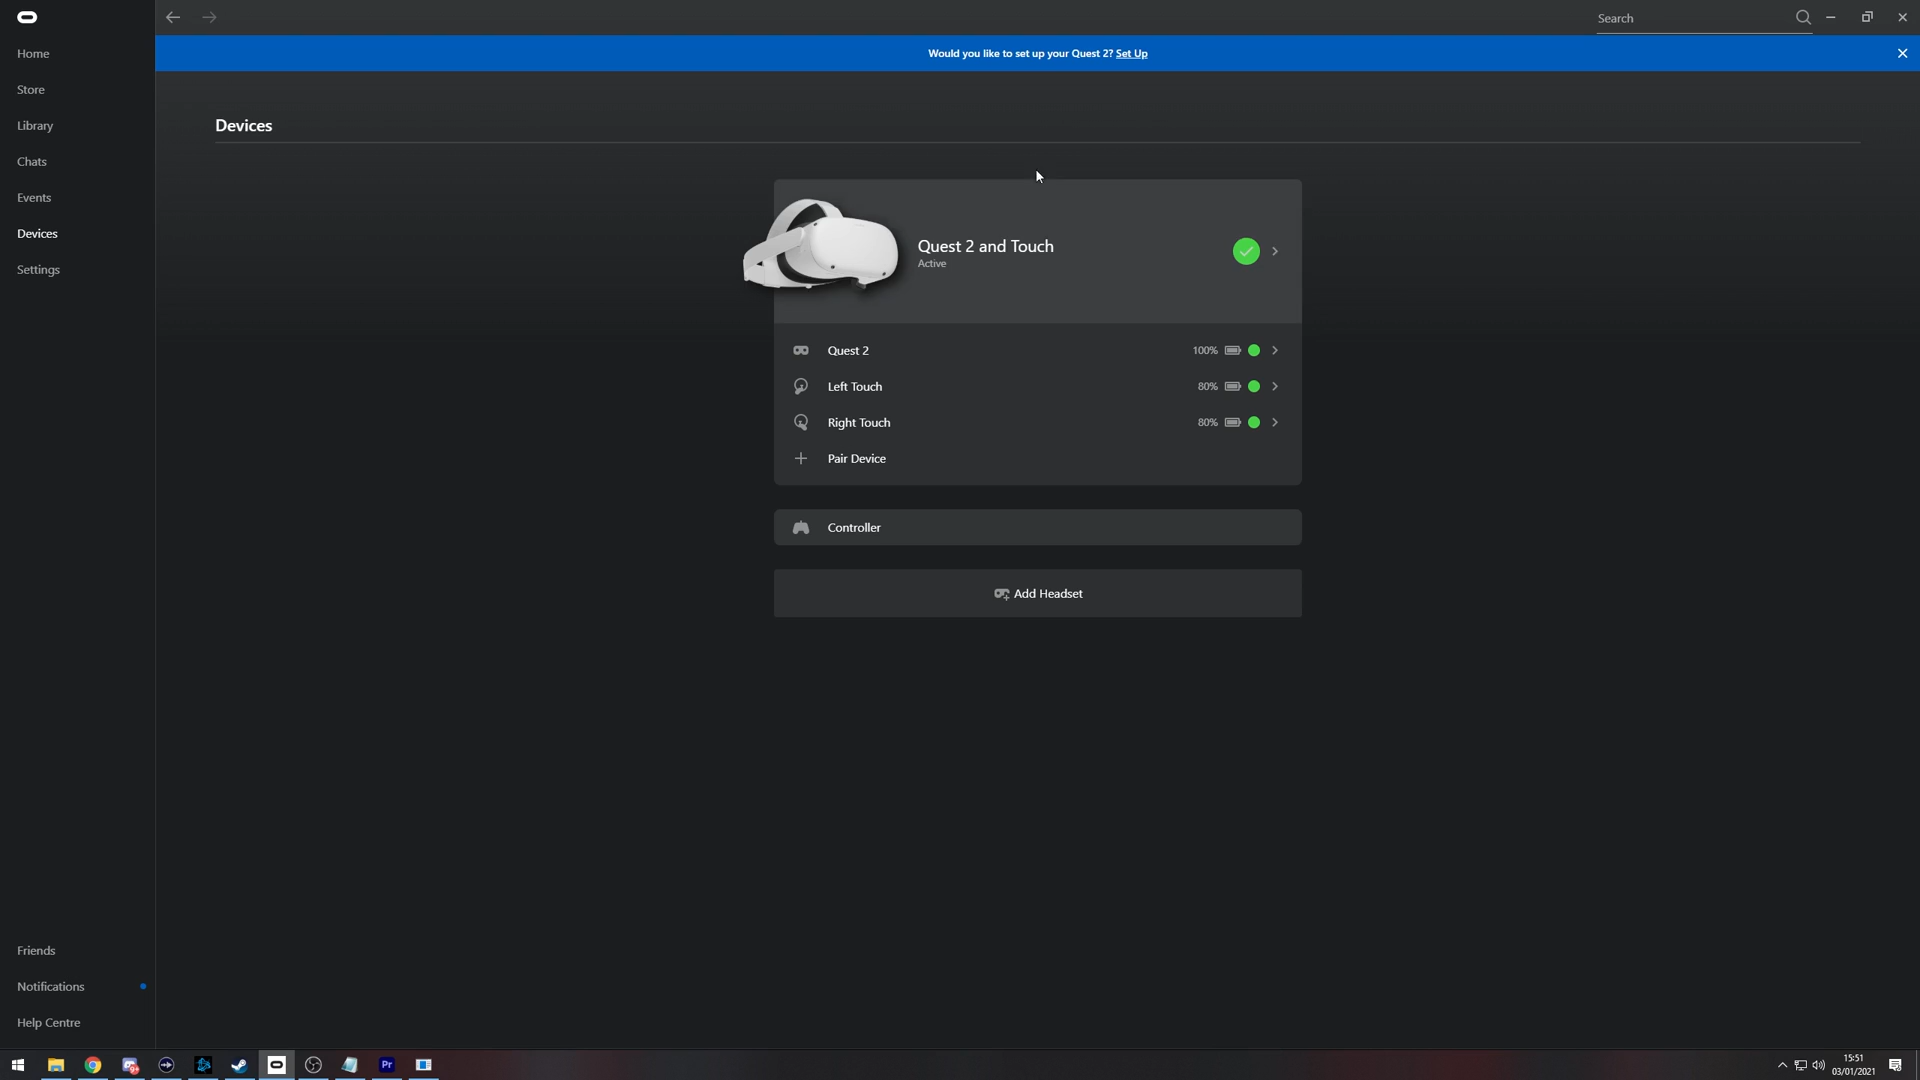 Search
Would you like to set up your Quest 2? Set Up
Home
Store
Library
Chats
Events
Devices
Settings
Devices
Quest 2 and Touch
Active
Quest 2 100%
Left Touch 80%
Right Touch 80%
Pair Device
Controller
Add Headset
Friends
Notifications
Help Centre
9+
Pr
15:51
03/01/2021